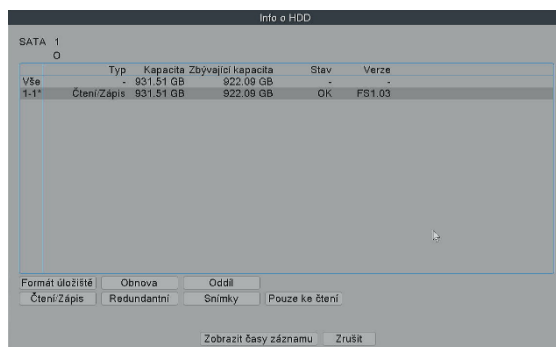 Info o HDD
SATA 1
O
Typ Kapacita Zbývající kapacita Stav Verze
Vše - 931.51 GB 922.09 GB - -
1-1* Čtení/Zápis 931.51 GB 922.09 GB OK FS1.03
Formát úložiště Obnova Oddíl
Čtení/Zápis Redundantní Snímky Pouze ke čtení
Zobrazit časy záznamu Zrušit